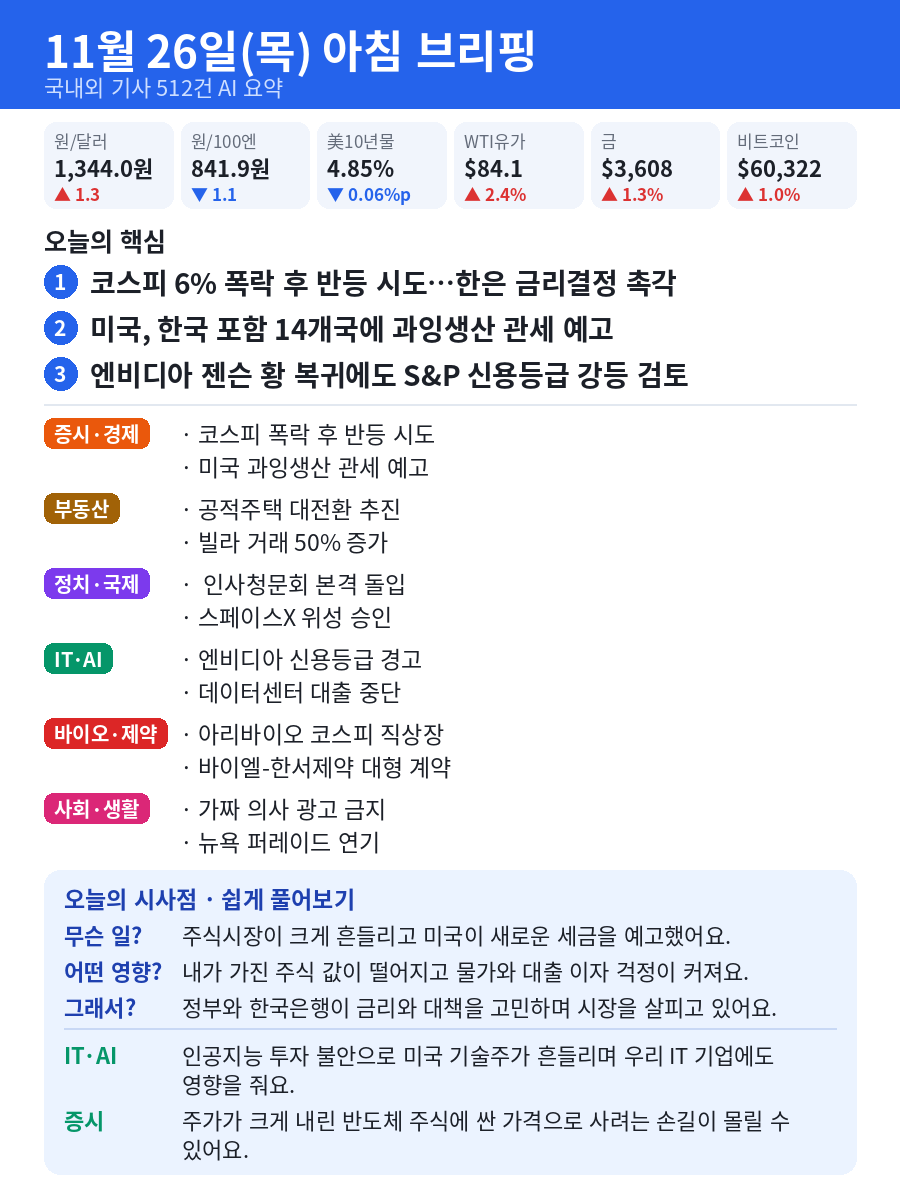 11월 26일(목) 아침 브리핑
국내외 기사 512건 AI 요약
원/달러
1,344.0원
▲ 1.3
원/100엔
841.9원
▼ 1.1
美10년물
4.85%
▼ 0.06%p
WTI유가
$84.1
▲ 2.4%
금
$3,608
▲ 1.3%
비트코인
$60,322
▲ 1.0%
오늘의 핵심
1 코스피 6% 폭락 후 반등 시도…한은 금리결정 촉각
2 미국, 한국 포함 14개국에 과잉생산 관세 예고
3 엔비디아 젠슨 황 복귀에도 S&P 신용등급 강등 검토
증시·경제 · 코스피 폭락 후 반등 시도
· 미국 과잉생산 관세 예고
부동산 · 공적주택 대전환 추진
· 빌라 거래 50% 증가
정치·국제 · 인사청문회 본격 돌입
· 스페이스X 위성 승인
IT·AI · 엔비디아 신용등급 경고
· 데이터센터 대출 중단
바이오·제약 · 아리바이오 코스피 직상장
· 바이엘-한서제약 대형 계약
사회·생활 · 가짜 의사 광고 금지
· 뉴욕 퍼레이드 연기
오늘의 시사점 · 쉽게 풀어보기
무슨 일? 주식시장이 크게 흔들리고 미국이 새로운 세금을 예고했어요.
어떤 영향? 내가 가진 주식 값이 떨어지고 물가와 대출 이자 걱정이 커져요.
그래서? 정부와 한국은행이 금리와 대책을 고민하며 시장을 살피고 있어요.
IT·AI 인공지능 투자 불안으로 미국 기술주가 흔들리며 우리 IT 기업에도
영향을 줘요.
증시 주가가 크게 내린 반도체 주식에 싼 가격으로 사려는 손길이 몰릴 수
있어요.